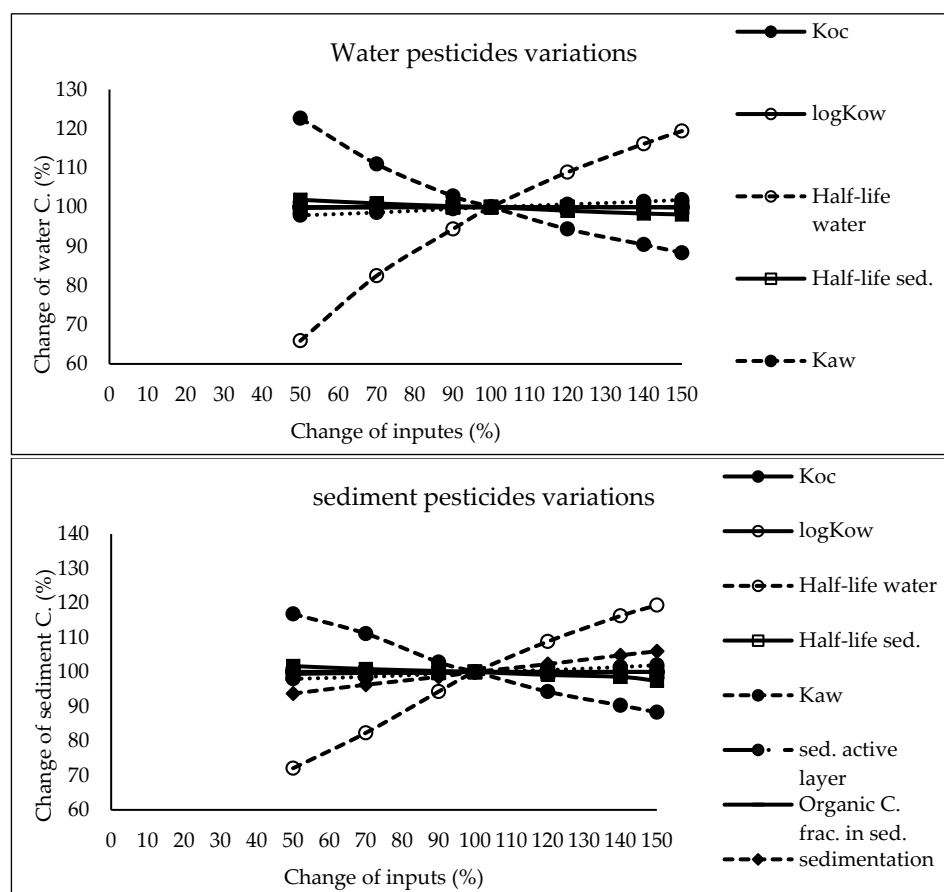 Water pesticides variations
Change of water C. (%)
130
120
110
100
90
80
70
60
0 10 20 30 40 50 60 70 80 90 100 110 120 130 140 150
Change of inputes (%)
Koc
logKow
Half-life
water
Half-life sed.
Kaw
sediment pesticides variations
Change of sediment C. (%)
140
130
120
110
100
90
80
70
60
0 10 20 30 40 50 60 70 80 90 100 110 120 130 140 150
Change of inputs (%)
Koc
logKow
Half-life water
Half-life sed.
Kaw
sed. active
layer
Organic C.
frac. in sed.
sedimentation